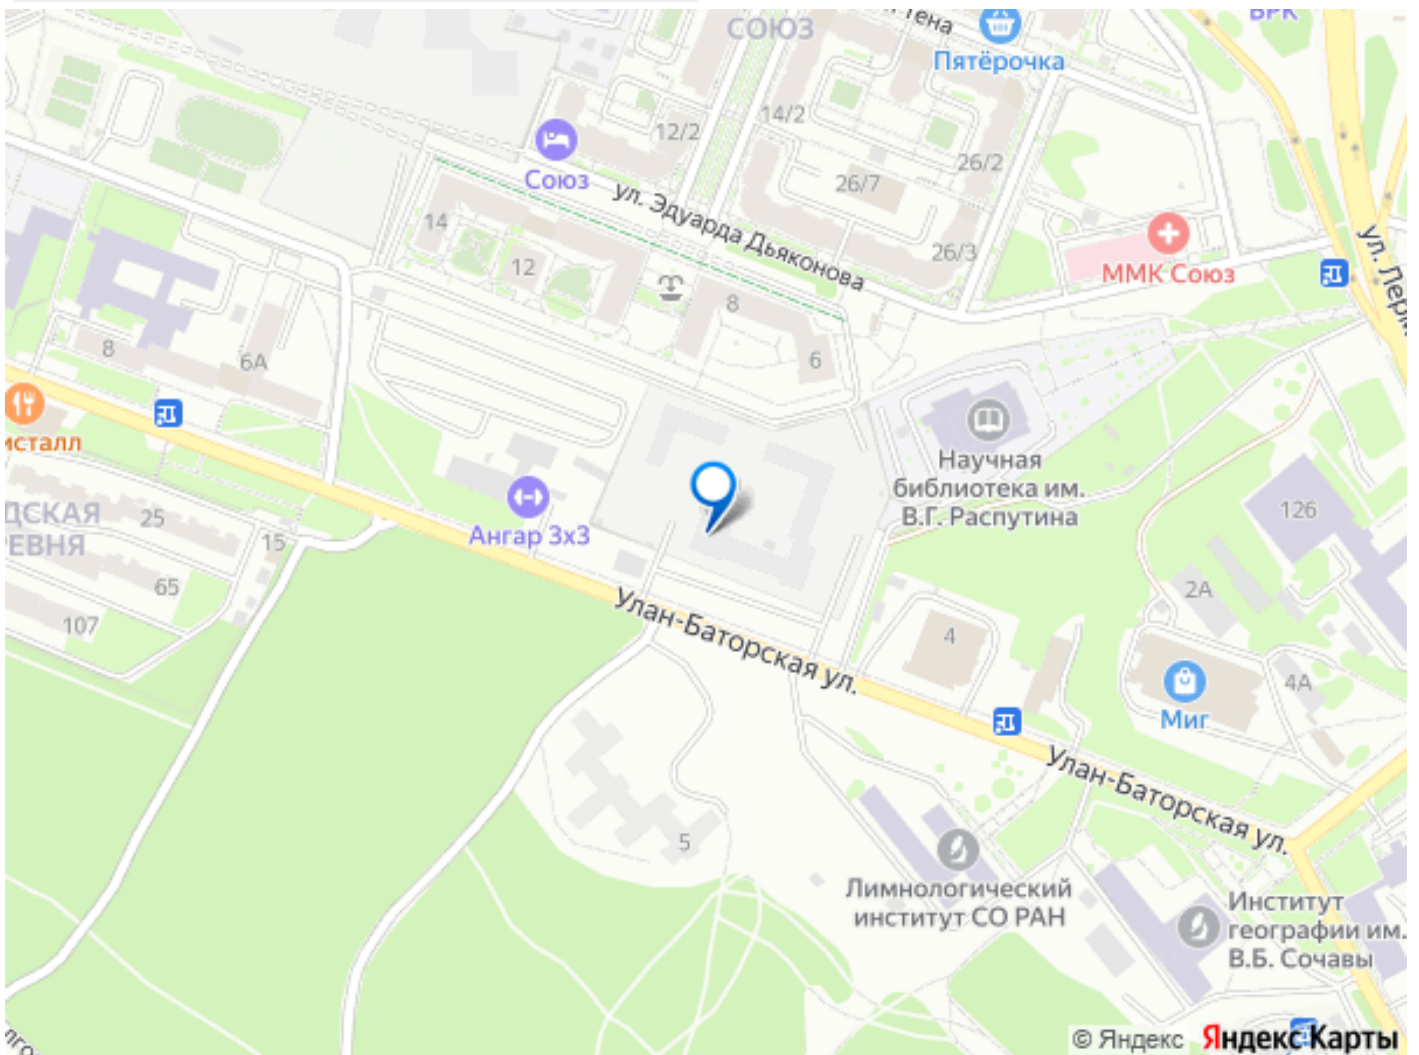 СОЮЗ
Пятёрочка
12/2
14/2
Союз
26/7
26/2
ул. Эдуарда Дьяконова
14
12
26/3
ММК Союз
ул. Лерм
8
6
8
6А
Научная
библиотека им.
В.Г. Распутина
Ангар 3х3
25
15
65
107
126
2А
4
4А
Улан-Баторская ул.
Миг
Улан-Баторская ул.
5
Лимнологический
институт СО РАН
Институт
географии им.
В.Б. Сочавы
© Яндекс Яндекс Карты